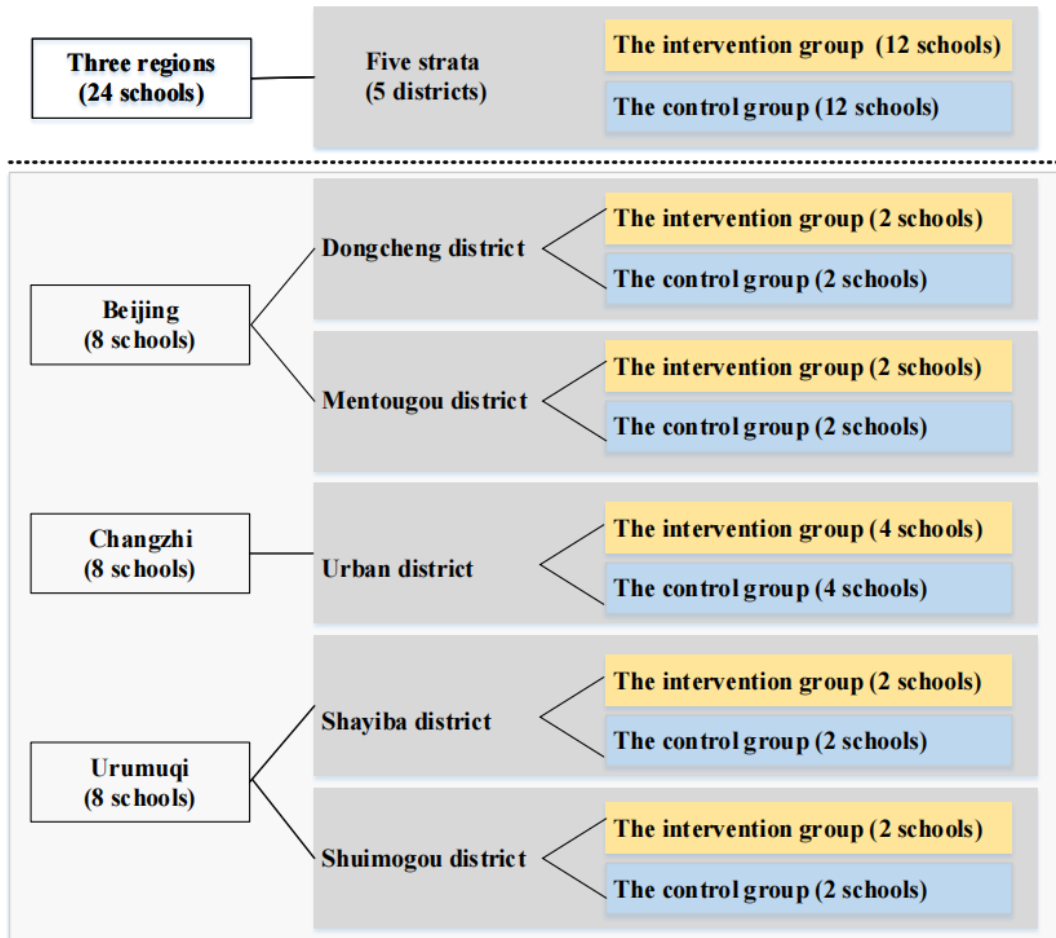 Three regions
(24 schools)
Five strata
(5 districts)
The intervention group (12 schools)
The control group (12 schools)
Beijing
(8 schools)
Dongcheng district
The intervention group (2 schools)
The control group (2 schools)
Mentougou district
The intervention group (2 schools)
The control group (2 schools)
Changzhi
(8 schools)
Urban district
The intervention group (4 schools)
The control group (4 schools)
Urumuqi
(8 schools)
Shayiba district
The intervention group (2 schools)
The control group (2 schools)
Shuimogou district
The intervention group (2 schools)
The control group (2 schools)